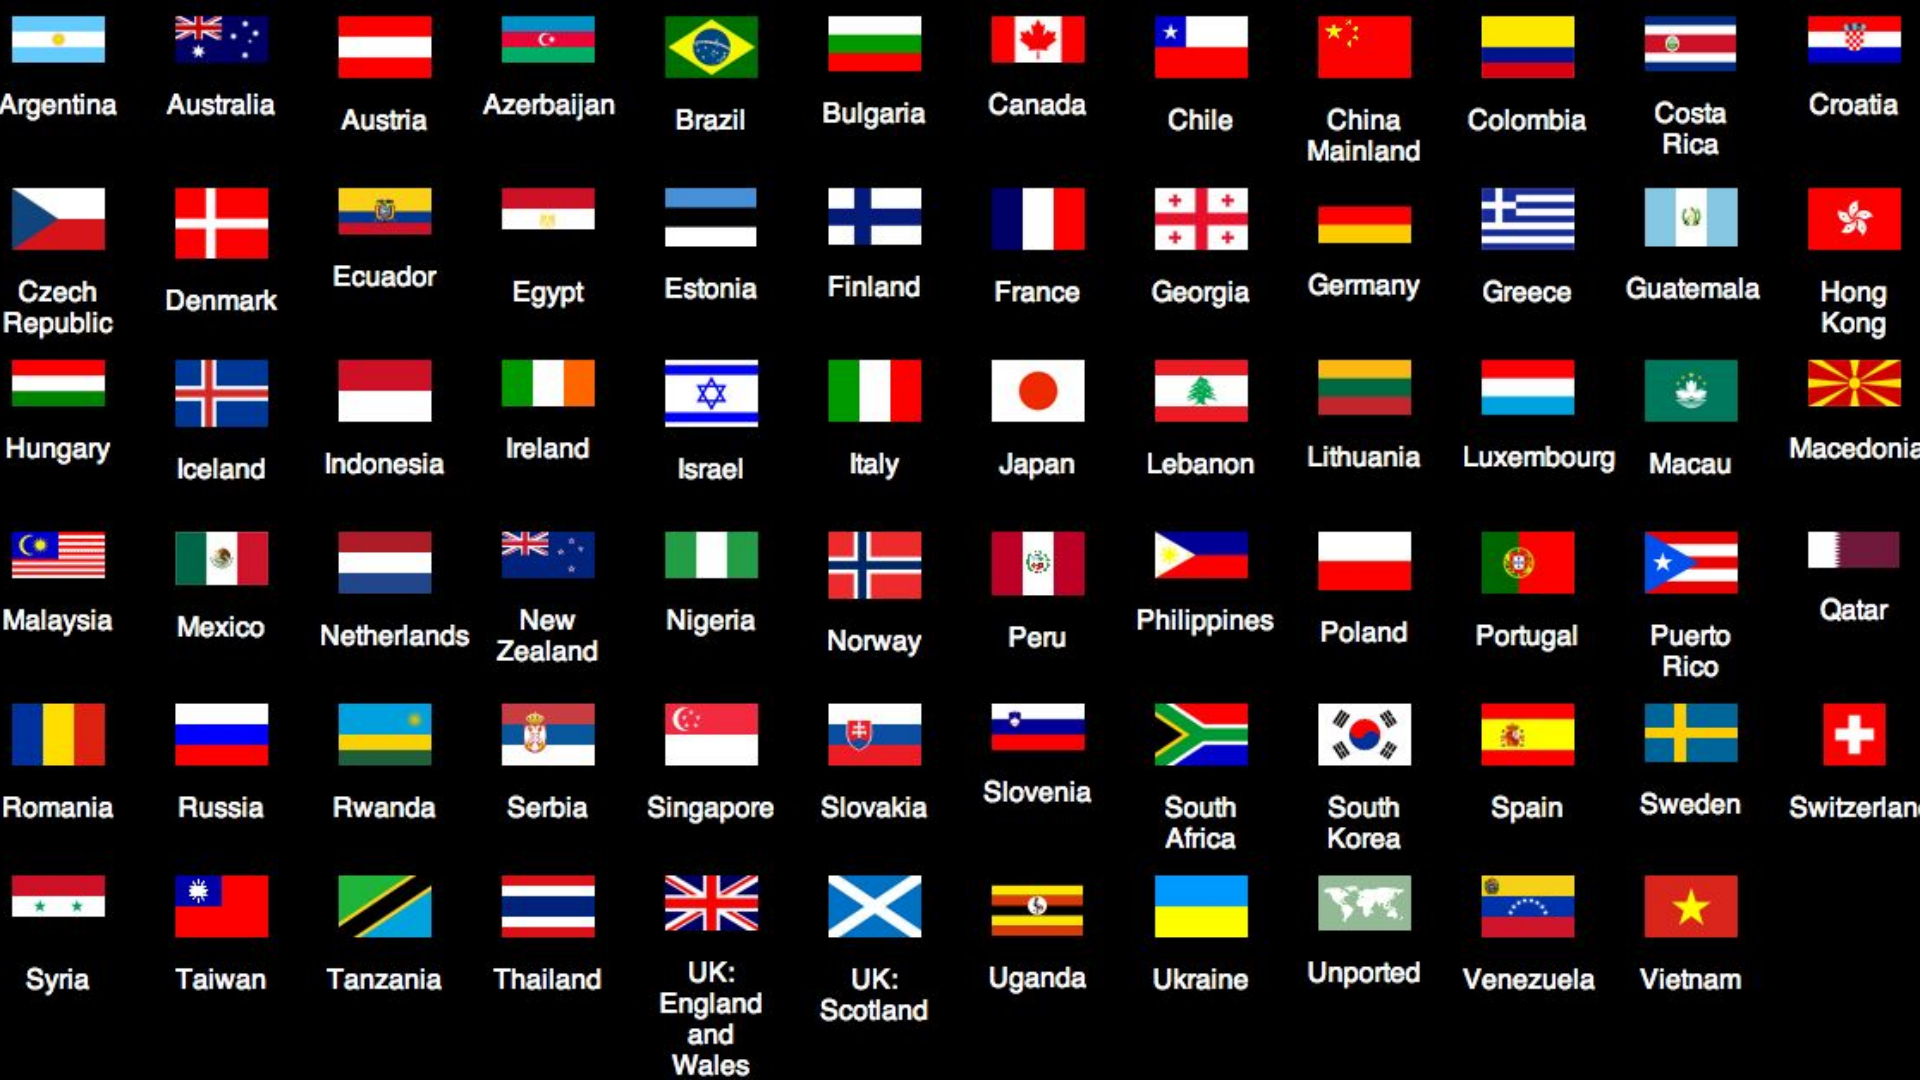 Argentina Australia Austria Azerbaijan Brazil Bulgaria Canada Chile China Mainland Colombia Costa Rica Croatia
Czech Republic Denmark Ecuador Egypt Estonia Finland France Georgia Germany Greece Guatemala Hong Kong
Hungary Iceland Indonesia Ireland Israel Italy Japan Lebanon Lithuania Luxembourg Macau Macedonia
Malaysia Mexico Netherlands New Zealand Nigeria Norway Peru Philippines Poland Portugal Puerto Rico Qatar
Romania Russia Rwanda Serbia Singapore Slovakia Slovenia South Africa South Korea Spain Sweden Switzerlan
Syria Taiwan Tanzania Thailand UK: England and Wales UK: Scotland Uganda Ukraine Unported Venezuela Vietnam